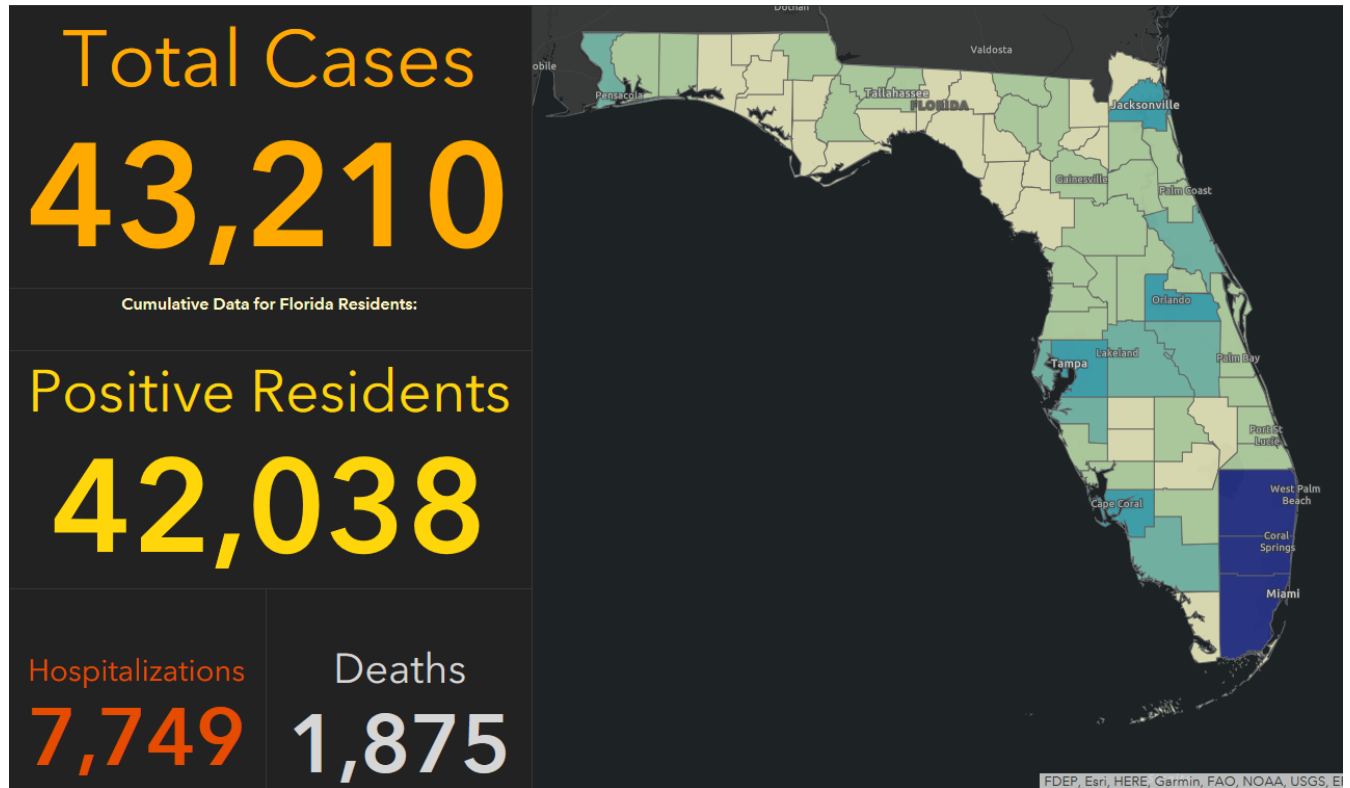 Total Cases
43,210
Cumulative Data for Florida Residents:
Positive Residents
42,038
Hospitalizations
7,749
Deaths
1,875
Dothan
Valdosta
obile
Pensacola
Tallahassee
FLORIDA
Jacksonville
Gainesville
Palm Coast
Orlando
Lakeland
Tampa
Palm Bay
Port St
Lucie
Cape Coral
West Palm
Beach
Coral
Springs
Miami
FDEP, Esri, HERE, Garmin, FAO, NOAA, USGS, E